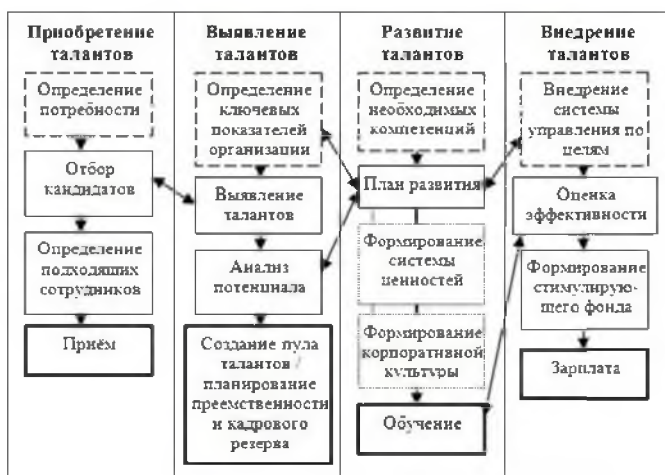 Приобретение
талантов
Определение
потребности
Отбор
кандидатов
Определение
подходящих
сотрудников
Приём
Выявление
талантов
Определение
ключевых
показателей
организации
Выявление
талантов
Анализ
потенциала
Создание пула
талантов /
планирование
преемственности
и кадрового
резерва
Развитие
талантов
Определение
необходимых
компетенций
План развития
Формирование
системы
ценностей
Формирование
корпоративной
культуры
Обучение
Внедрение
талантов
Внедрение
системы
управления по
целям
Оценка
эффективности
Формирование
стимулирую-
щего фонда
Зарплата